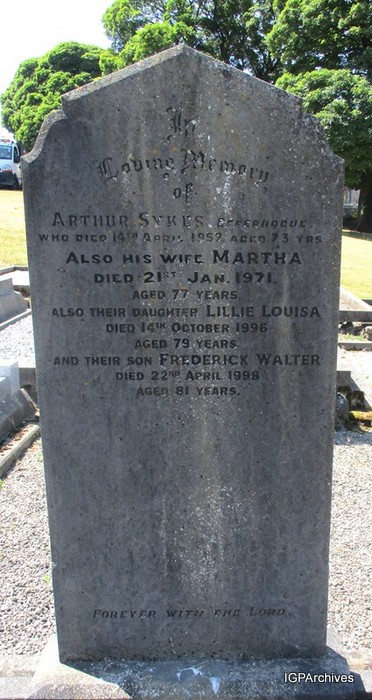 In
Loving Memory
of
ARTHUR SYKES, EFFERNOGUE
WHO DIED 14TH APRIL 1952, AGED 73 YRS
ALSO HIS WIFE MARTHA
DIED 21ST JAN. 1971.
AGED 77 YEARS.
ALSO THEIR DAUGHTER LILLIE LOUISA
DIED 14TH OCTOBER 1996
AGED 79 YEARS
AND THEIR SON FREDERICK WALTER
DIED 22ND APRIL 1998
AGED 81 YEARS.
FOREVER WITH THE LORD.
IGPArchives